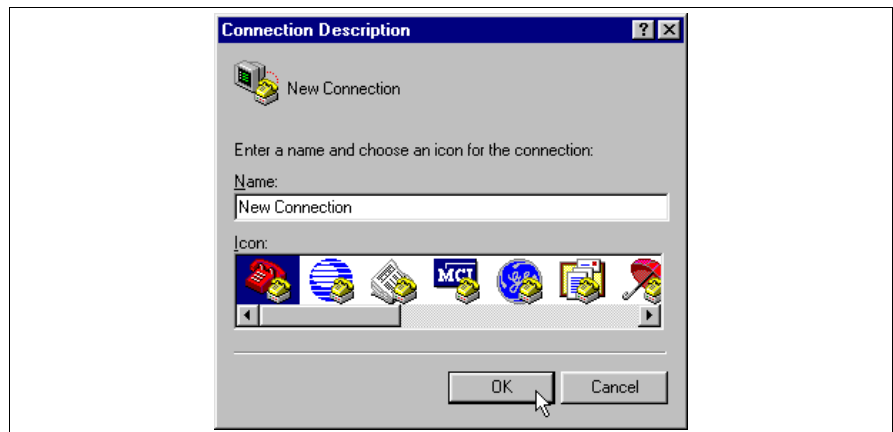 Connection Description
New Connection
Enter a name and choose an icon for the connection:
Name:
New Connection
Icon:
MCI
OK Cancel